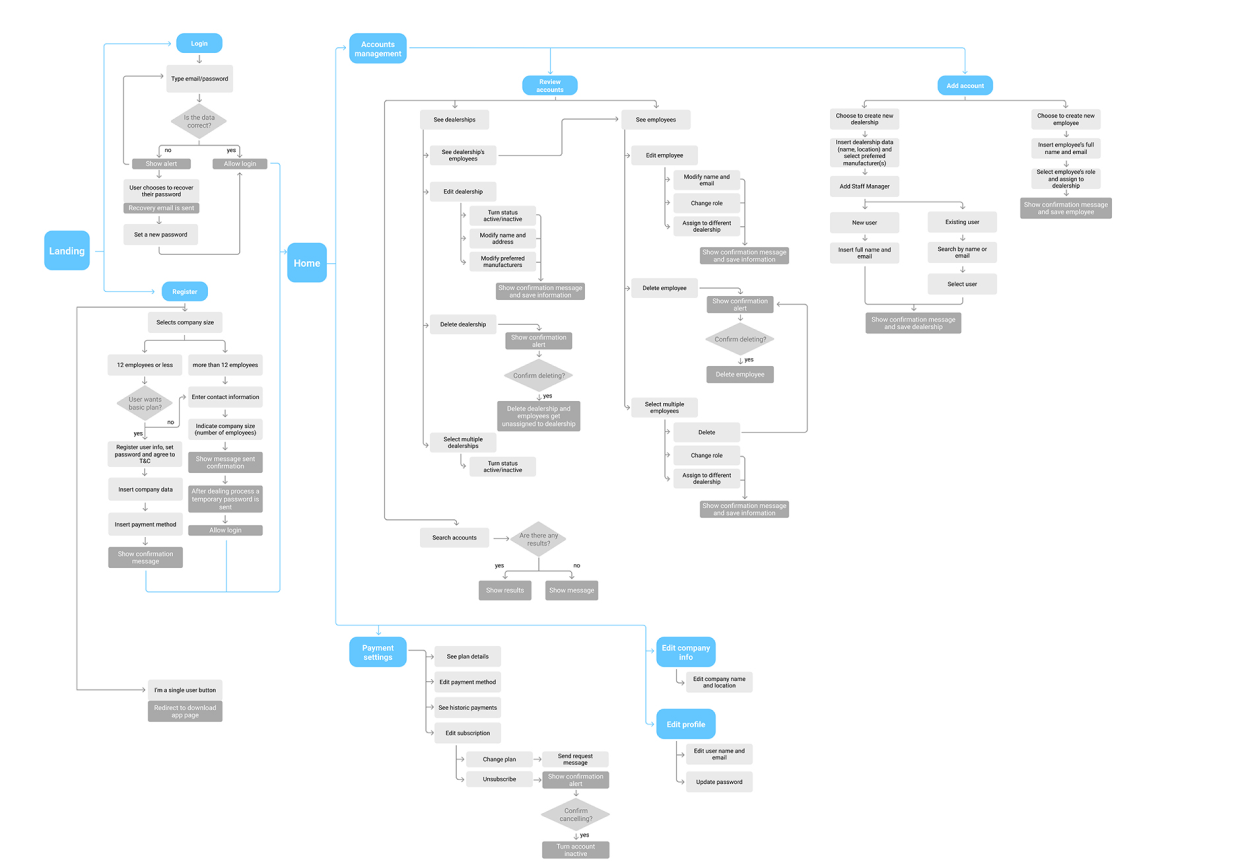 Landing
Login
Type email/password
Is the data
correct?
no
yes
Show alert
Allow login
User chooses to recover
their password
Recovery email is sent
Set a new password
Register
Selects company size
12 employees or less
more than 12 employees
User wants
basic plan?
no
yes
Enter contact information
Indicate company size
(number of employees)
Register user info, set
password and agree to
T&C
Show message sent
confirmation
Insert company data
After dealing process a
temporary password is
sent
Insert payment method
Allow login
Show confirmation
message
I'm a single user button
Redirect to download
app page
Home
Accounts
management
Review
accounts
See dealerships
See dealership's
employees
Edit dealership
Turn status
active/inactive
Modify name and
address
Modify preferred
manufacturers
Show confirmation message
and save information
Delete dealership
Show confirmation
alert
Confirm deleting?
yes
Delete dealership and
employees get
unassigned to dealership
Select multiple
dealerships
Turn status
active/inactive
Search accounts
Are there any
results?
yes
no
Show results
Show message
See employees
Edit employee
Modify name and
email
Change role
Assign to different
dealership
Show confirmation message
and save information
Delete employee
Show confirmation
alert
Confirm deleting?
yes
Delete employee
Select multiple
employees
Delete
Change role
Assign to different
dealership
Show confirmation message
and save information
Add account
Choose to create new
dealership
Insert dealership data
(name, location) and
select preferred
manufacturer(s)
Add Staff Manager
New user
Existing user
Insert full name and
email
Search by name or
email
Select user
Show confirmation message
and save dealership
Choose to create new
employee
Insert employee's full
name and email
Select employee's role
and assign to
dealership
Show confirmation message
and save employee
Payment
settings
See plan details
Edit payment method
See historic payments
Edit subscription
Change plan
Send request
message
Unsubscribe
Show confirmation
alert
Confirm
cancelling?
yes
Turn account
inactive
Edit company
info
Edit company name
and location
Edit profile
Edit user name and
email
Update password